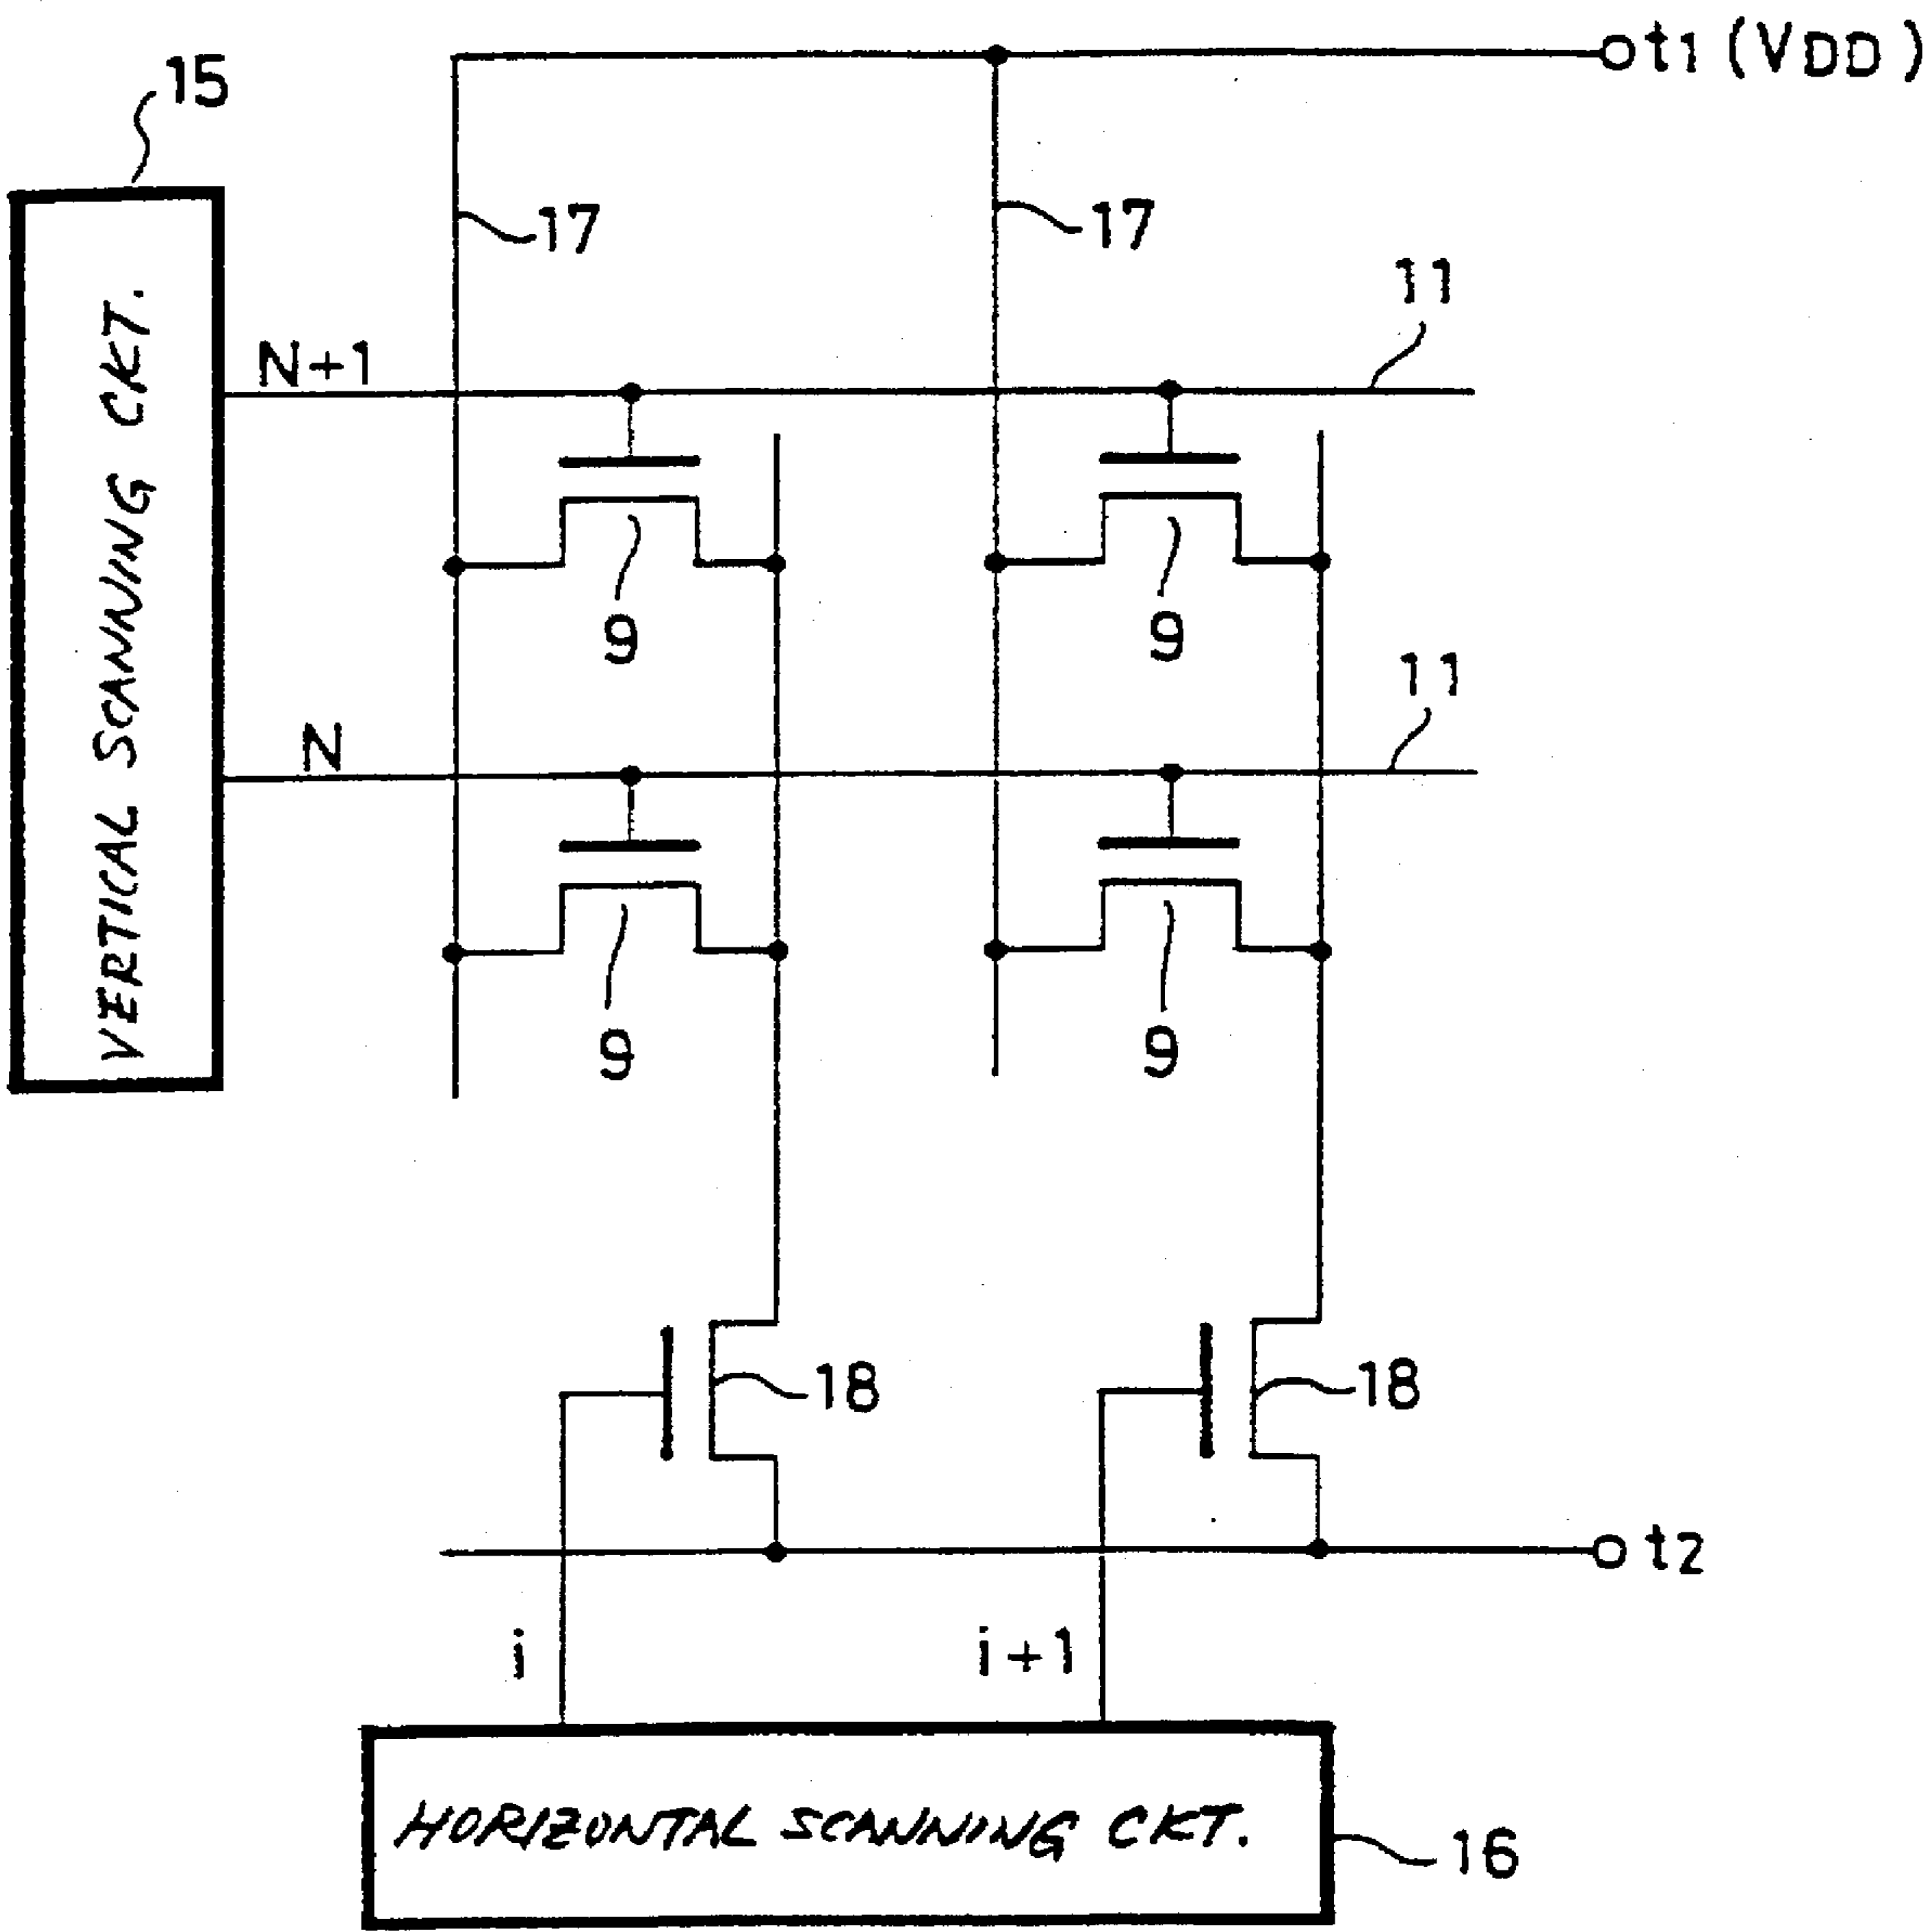 t1 (VDD)
15
17
17
11
N+1
VERTICAL SCANNING CKT.
9
9
11
N
9
9
18
18
t2
i
i+1
HORIZONTAL SCANNING CKT.
16